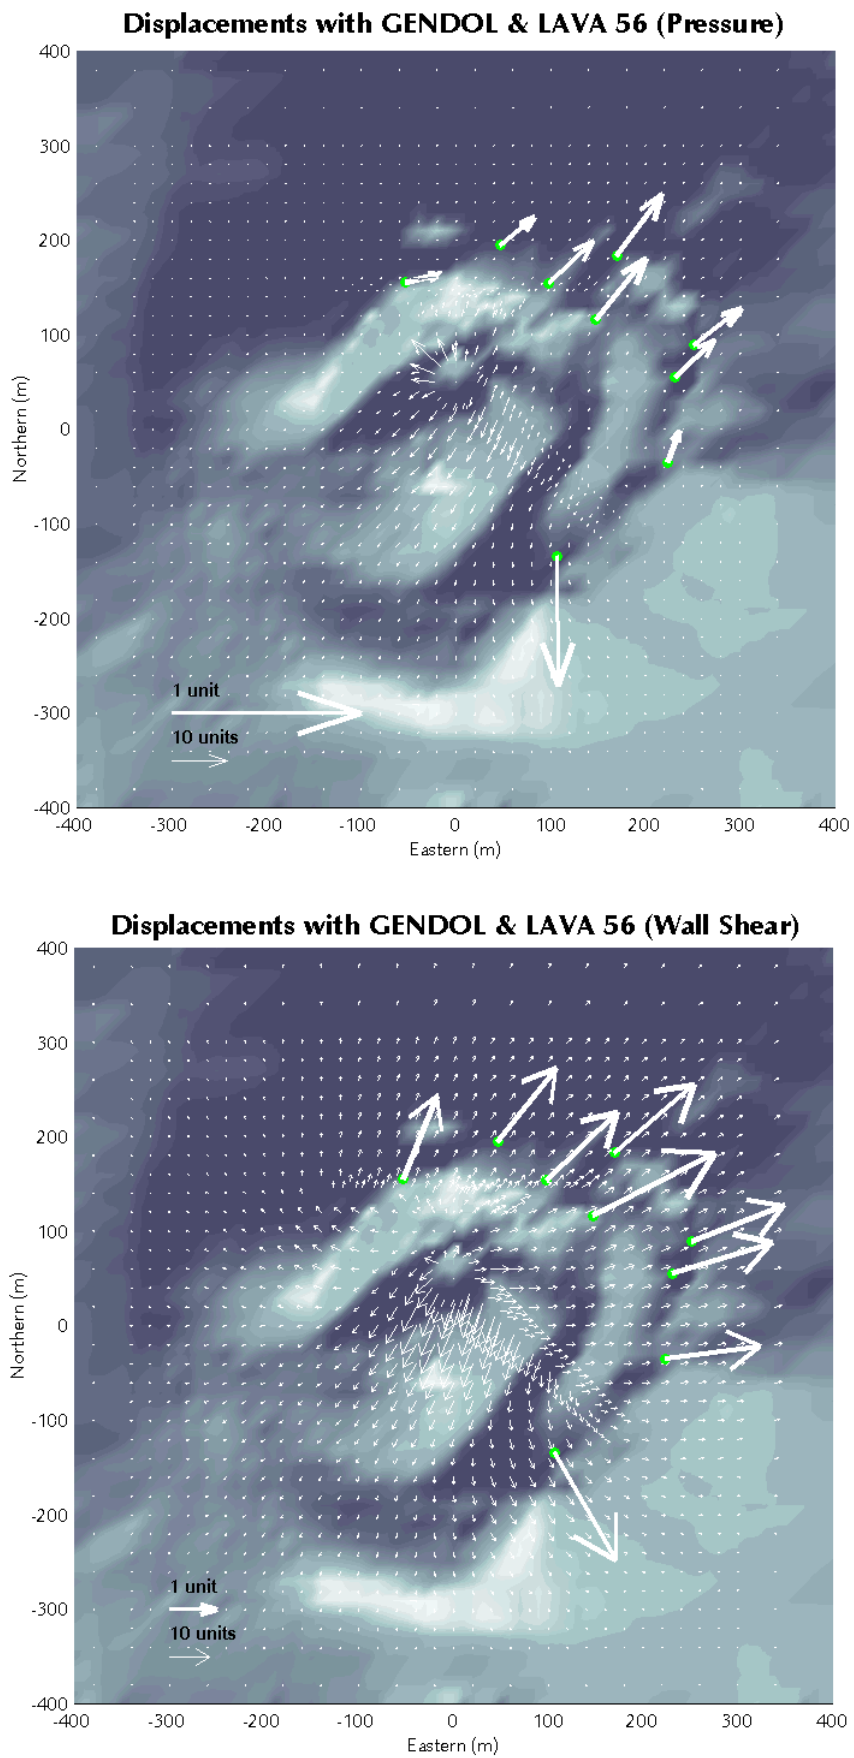 Displacements with GENDOL & LAVA 56 (Pressure)
400
300
200
100
0
-100
-200
-300
-400
Northern (m)
1 unit
10 units
-400 -300 -200 -100 0 100 200 300 400
Eastern (m)
Displacements with GENDOL & LAVA 56 (Wall Shear)
400
300
200
100
0
-100
-200
-300
-400
Northern (m)
1 unit
10 units
-400 -300 -200 -100 0 100 200 300 400
Eastern (m)